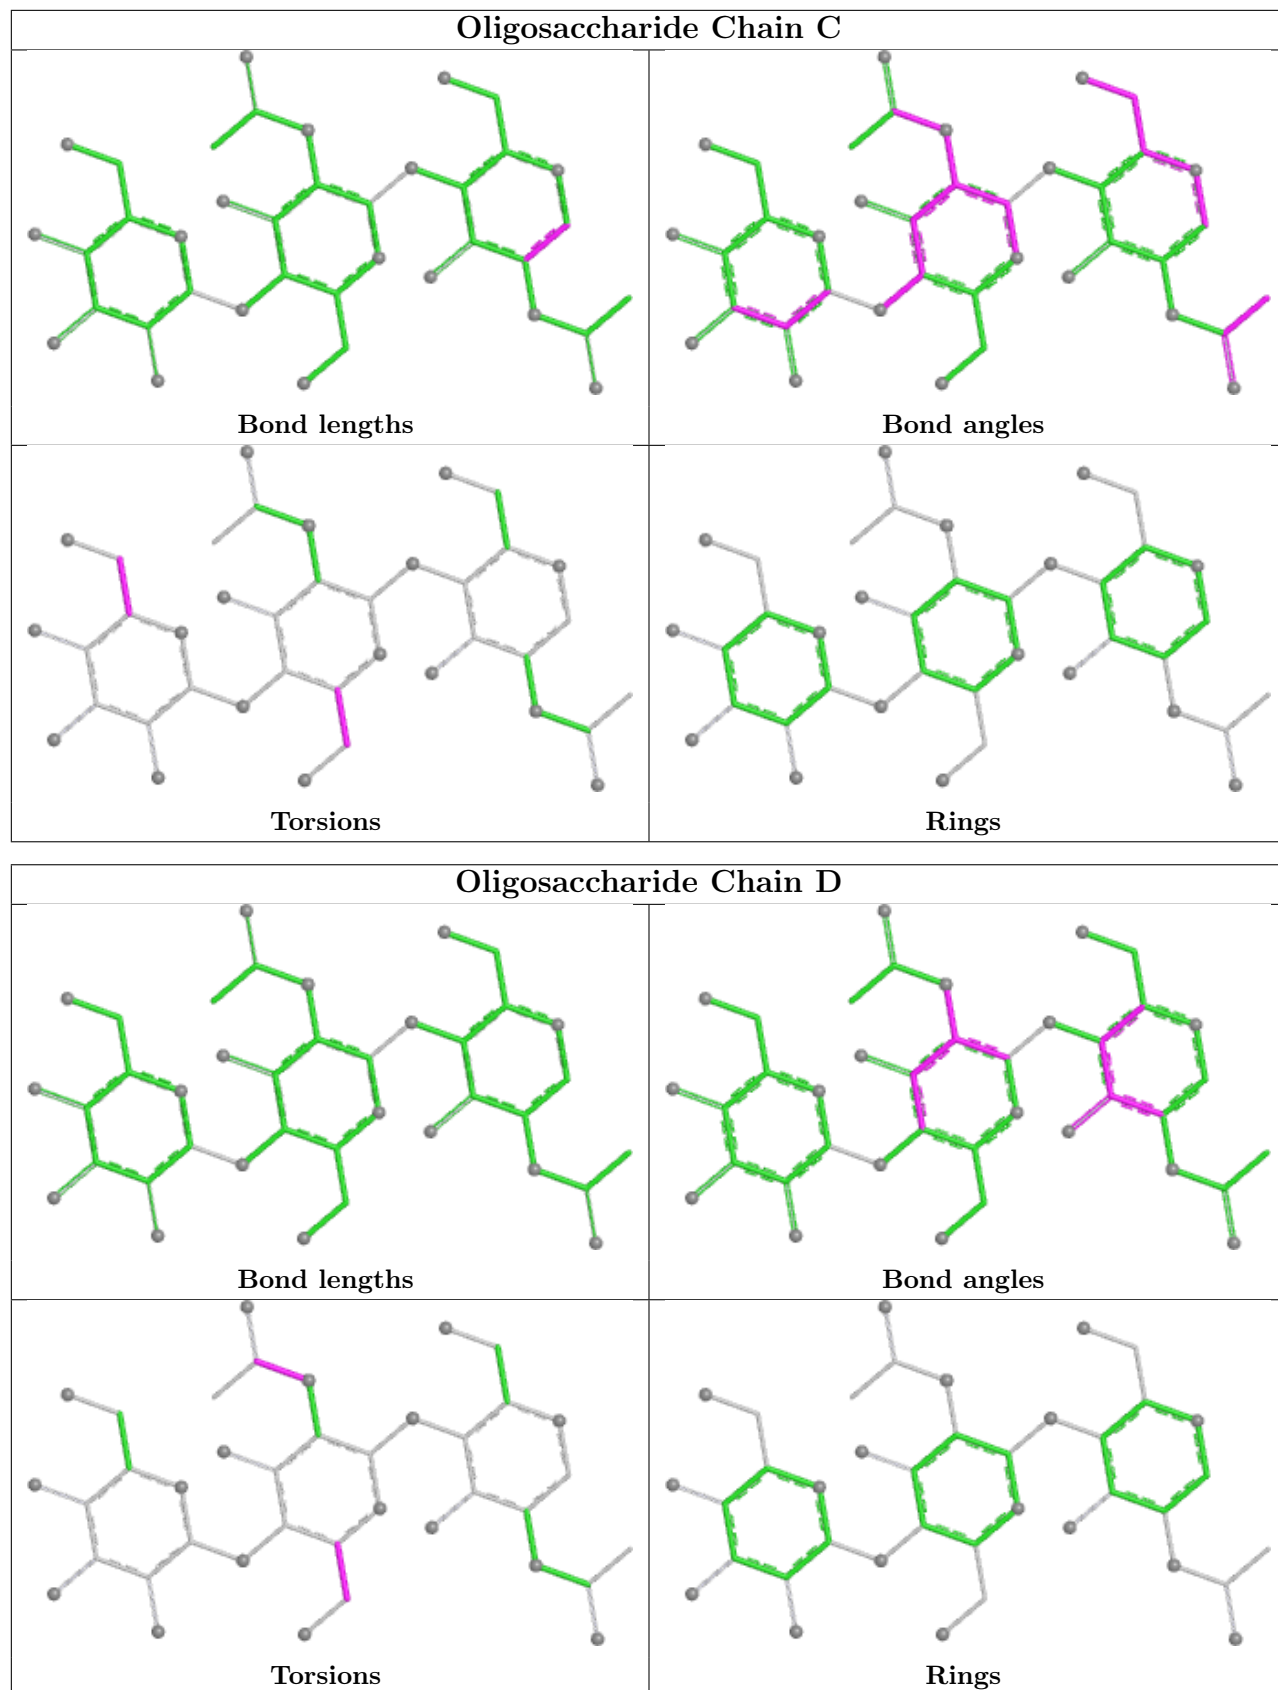 Oligosaccharide Chain C
Bond lengths
Bond angles
Torsions
Rings
Oligosaccharide Chain D
Bond lengths
Bond angles
Torsions
Rings